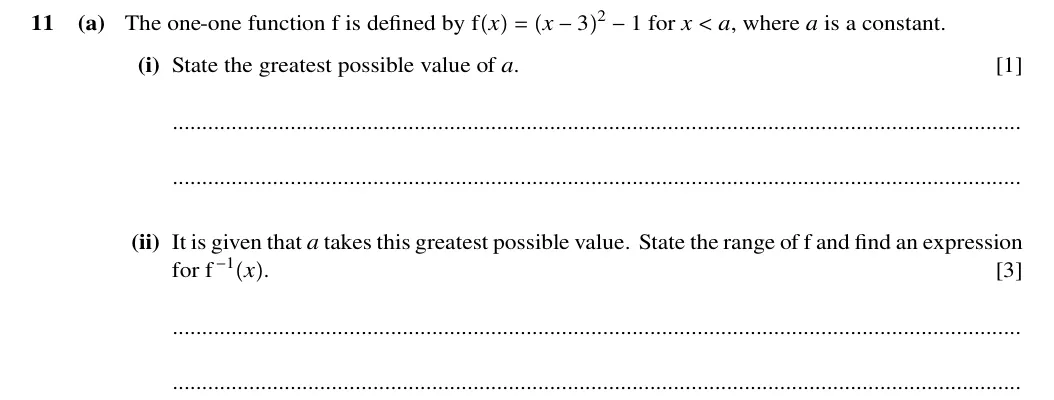 11 (a) The one-one function f is defined by f(x) = (x − 3)² − 1 for x < a, where a is a constant.
(i) State the greatest possible value of a. [1]
(ii) It is given that a takes this greatest possible value. State the range of f and find an expression
for f⁻¹(x). [3]